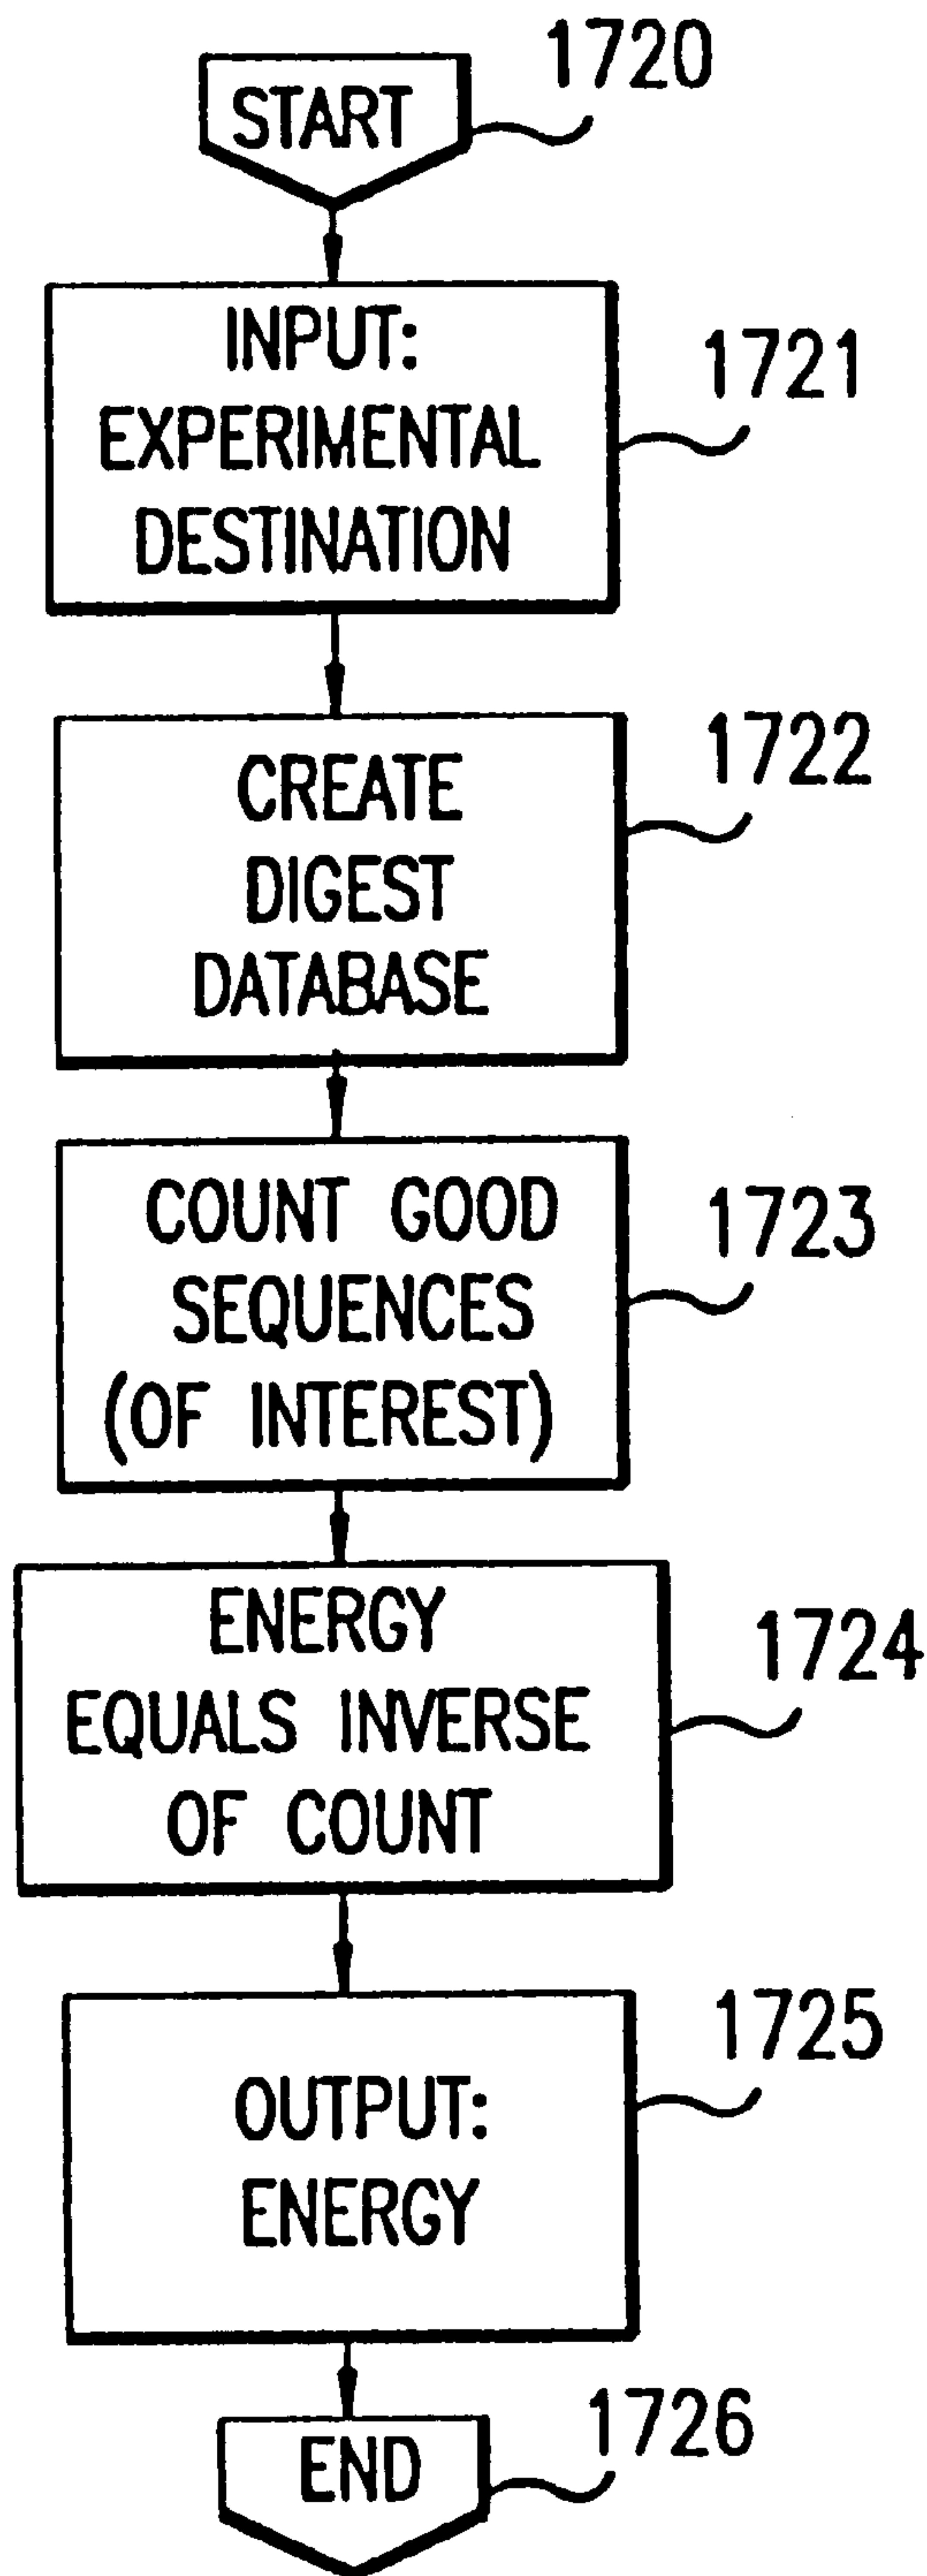 START
1720
INPUT:
EXPERIMENTAL
DESTINATION
1721
CREATE
DIGEST
DATABASE
1722
COUNT GOOD
SEQUENCES
(OF INTEREST)
1723
ENERGY
EQUALS INVERSE
OF COUNT
1724
OUTPUT:
ENERGY
1725
END
1726